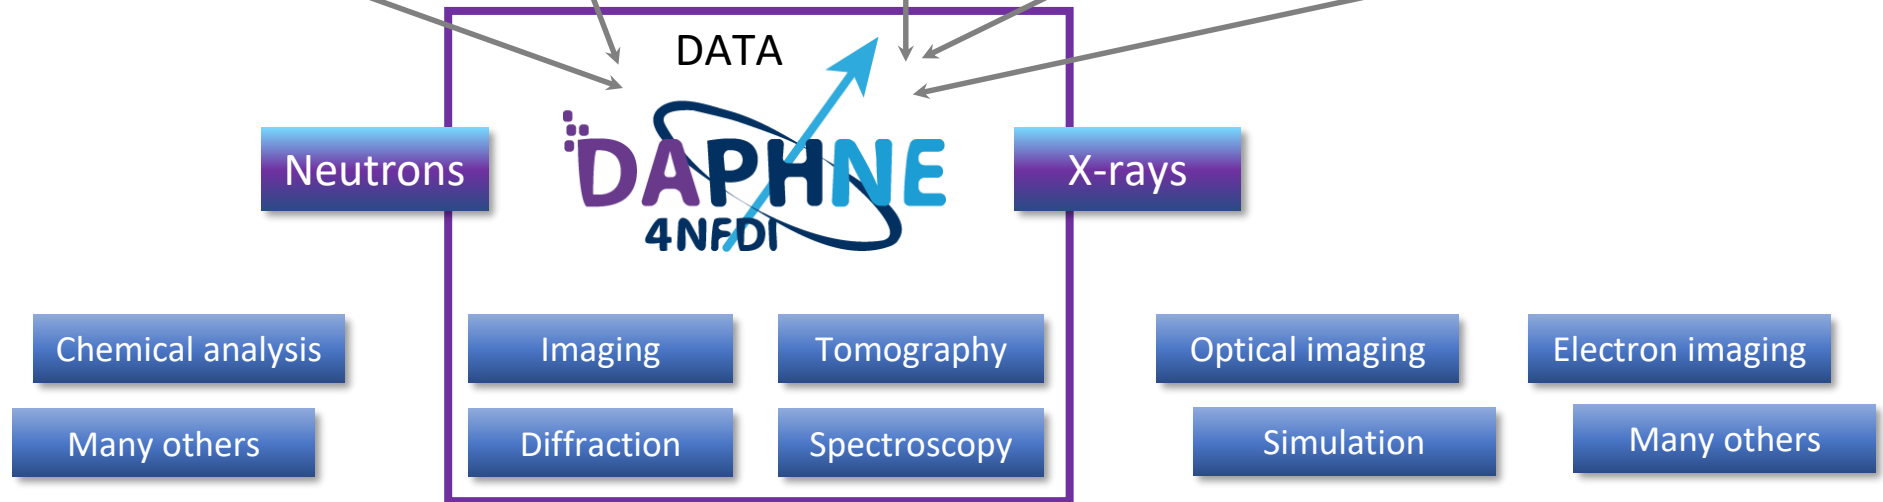 DATA
Neutrons
DAPHNE
4NFDI
X-rays
Chemical analysis
Imaging
Tomography
Optical imaging
Electron imaging
Many others
Diffraction
Spectroscopy
Simulation
Many others